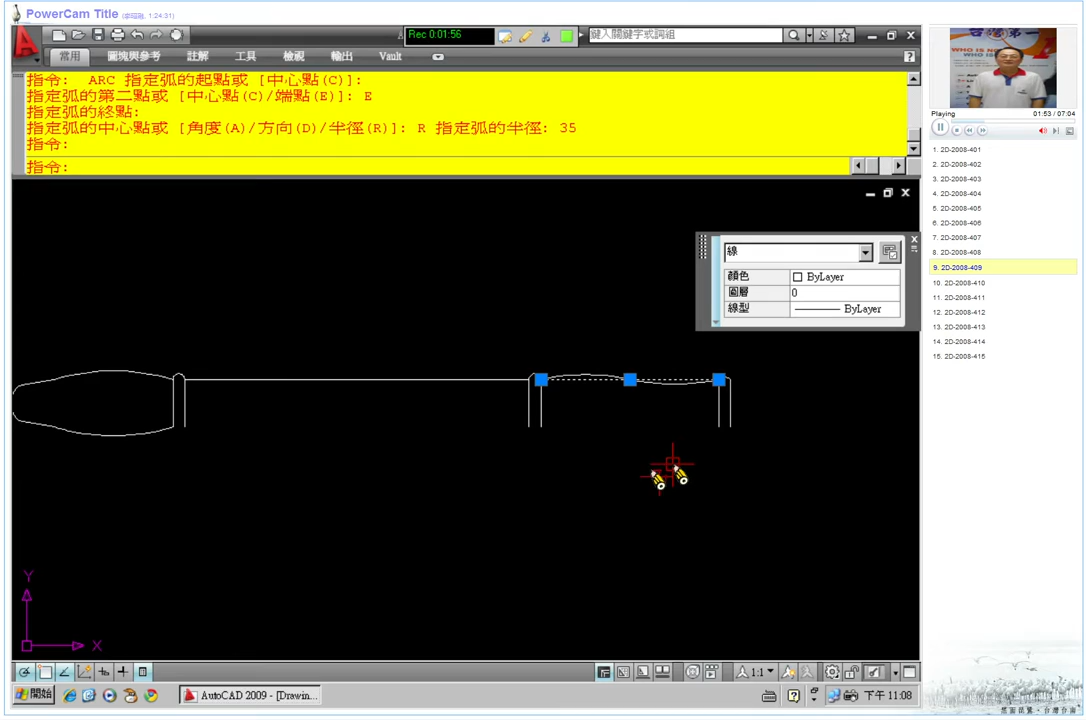 PowerCam Title
1:24:31)
Rec 0:01:56
鍵入關鍵字或詞組
常用 圖塊與參考 註解 工具 檢視 輸出 Vault
指令: ARC 指定弧的起點或 [中心點(C)]:
指定弧的第二點或 [中心點(C)/端點(E)]: E
指定弧的終點:
指定弧的中心點或 [角度(A)/方向(D)/半徑(R)]: R 指定弧的半徑: 35
指令:
指令:
線
顏色 ByLayer
圖層 0
線型 ByLayer
Y
X
1:1
開始
AutoCAD 2009 - [Drawin...
下午 11:08
WHO IS NO
Playing 01:53 / 07:04
1. 2D-2008-401
2. 2D-2008-402
3. 2D-2008-403
4. 2D-2008-404
5. 2D-2008-405
6. 2D-2008-406
7. 2D-2008-407
8. 2D-2008-408
9. 2D-2008-409
10. 2D-2008-410
11. 2D-2008-411
12. 2D-2008-412
13. 2D-2008-413
14. 2D-2008-414
15. 2D-2008-415